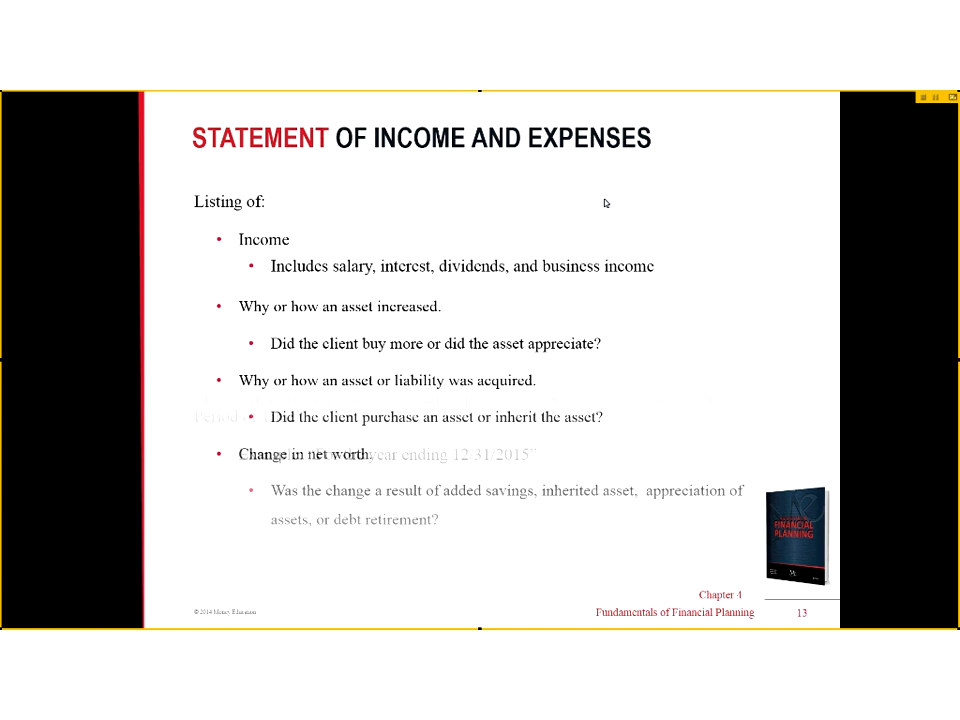 STATEMENT OF INCOME AND EXPENSES
Listing of:
• Income
• Includes salary, interest, dividends, and business income
• Why or how an asset increased.
• Did the client buy more or did the asset appreciate?
• Why or how an asset or liability was acquired.
Period
• Did the client purchase an asset or inherit the asset?
• Change in net worth.
year ending 12/31/2015"
• Was the change a result of added savings, inherited asset, appreciation of
assets, or debt retirement?
FINANCIAL
PLANNING
Chapter 4
© 2014 Money Education
Fundamentals of Financial Planning
13